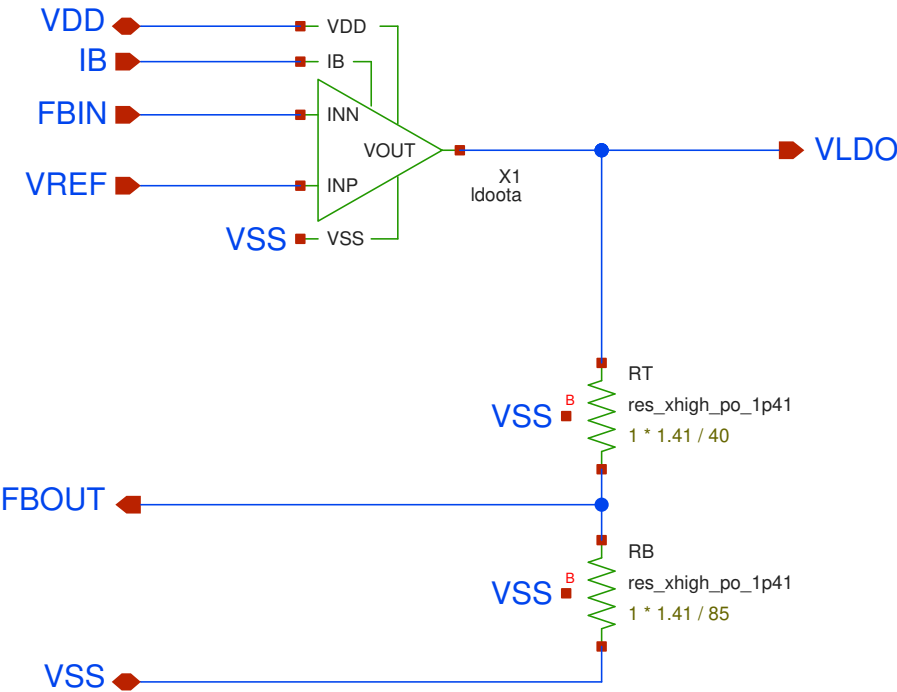 VDD
VDD
IB
IB
FBIN
INN
VOUT
VLDO
X1
ldoota
VREF
INP
VSS
VSS
RT
B
VSS
res_xhigh_po_1p41
1 * 1.41 / 40
FBOUT
RB
B
VSS
res_xhigh_po_1p41
1 * 1.41 / 85
VSS